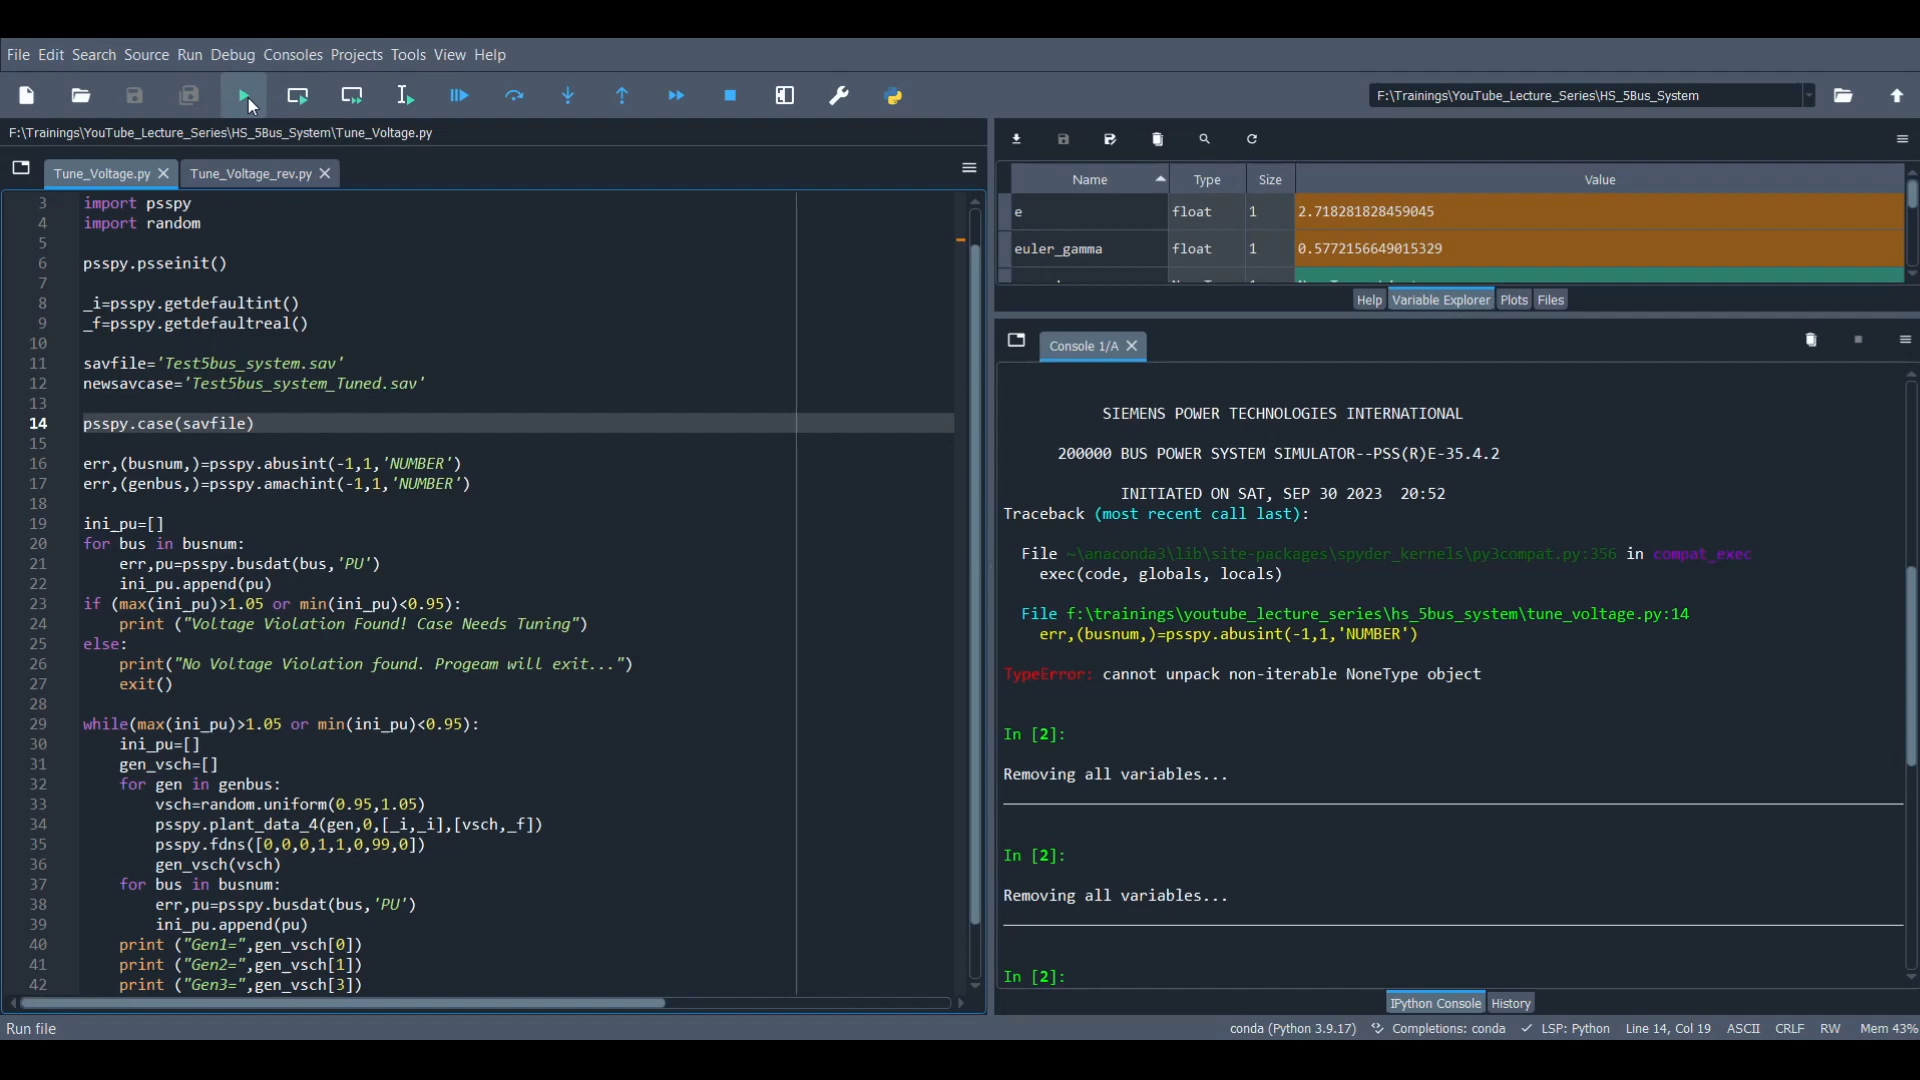 File Edit Search Source Run Debug Consoles Projects Tools View Help
F:\Trainings\YouTube_Lecture_Series\HS_5Bus_System
F:\Trainings\YouTube_Lecture_Series\HS_5Bus_System\Tune_Voltage.py
Tune_Voltage.py
Tune_Voltage_rev.py
3 import psspy
4 import random
5
6 psspy.psseinit()
7
8 _i=psspy.getdefaultint()
9 _f=psspy.getdefaultreal()
10
11 savfile='Test5bus_system.sav'
12 newsavcase='Test5bus_system_Tuned.sav'
13
14 psspy.case(savfile)
15
16 err,(busnum,)=psspy.abusint(-1,1,'NUMBER')
17 err,(genbus,)=psspy.amachint(-1,1,'NUMBER')
18
19 ini_pu=[]
20 for bus in busnum:
21 err,pu=psspy.busdat(bus,'PU')
22 ini_pu.append(pu)
23 if (max(ini_pu)>1.05 or min(ini_pu)<0.95):
24 print ("Voltage Violation Found! Case Needs Tuning")
25 else:
26 print("No Voltage Violation found. Progeam will exit...")
27 exit()
28
29 while(max(ini_pu)>1.05 or min(ini_pu)<0.95):
30 ini_pu=[]
31 gen_vsch=[]
32 for gen in genbus:
33 vsch=random.uniform(0.95,1.05)
34 psspy.plant_data_4(gen,0,[_i,_i],[vsch,_f])
35 psspy.fdns([0,0,0,1,1,0,99,0])
36 gen_vsch(vsch)
37 for bus in busnum:
38 err,pu=psspy.busdat(bus,'PU')
39 ini_pu.append(pu)
40 print ("Gen1=",gen_vsch[0])
41 print ("Gen2=",gen_vsch[1])
42 print ("Gen3=",gen_vsch[3])
Name Type Size Value
e float 1 2.718281828459045
euler_gamma float 1 0.5772156649015329
Help Variable Explorer Plots Files
Console 1/A
SIEMENS POWER TECHNOLOGIES INTERNATIONAL
200000 BUS POWER SYSTEM SIMULATOR--PSS(R)E-35.4.2
INITIATED ON SAT, SEP 30 2023 20:52
Traceback (most recent call last):
File ~\anaconda3\lib\site-packages\spyder_kernels\py3compat.py:356 in compat_exec
exec(code, globals, locals)
File f:\trainings\youtube_lecture_series\hs_5bus_system\tune_voltage.py:14
err,(busnum,)=psspy.abusint(-1,1,'NUMBER')
TypeError: cannot unpack non-iterable NoneType object
In [2]:
Removing all variables...
In [2]:
Removing all variables...
In [2]:
IPython Console History
Run file
conda (Python 3.9.17) Completions: conda LSP: Python Line 14, Col 19 ASCII CRLF RW Mem 43%